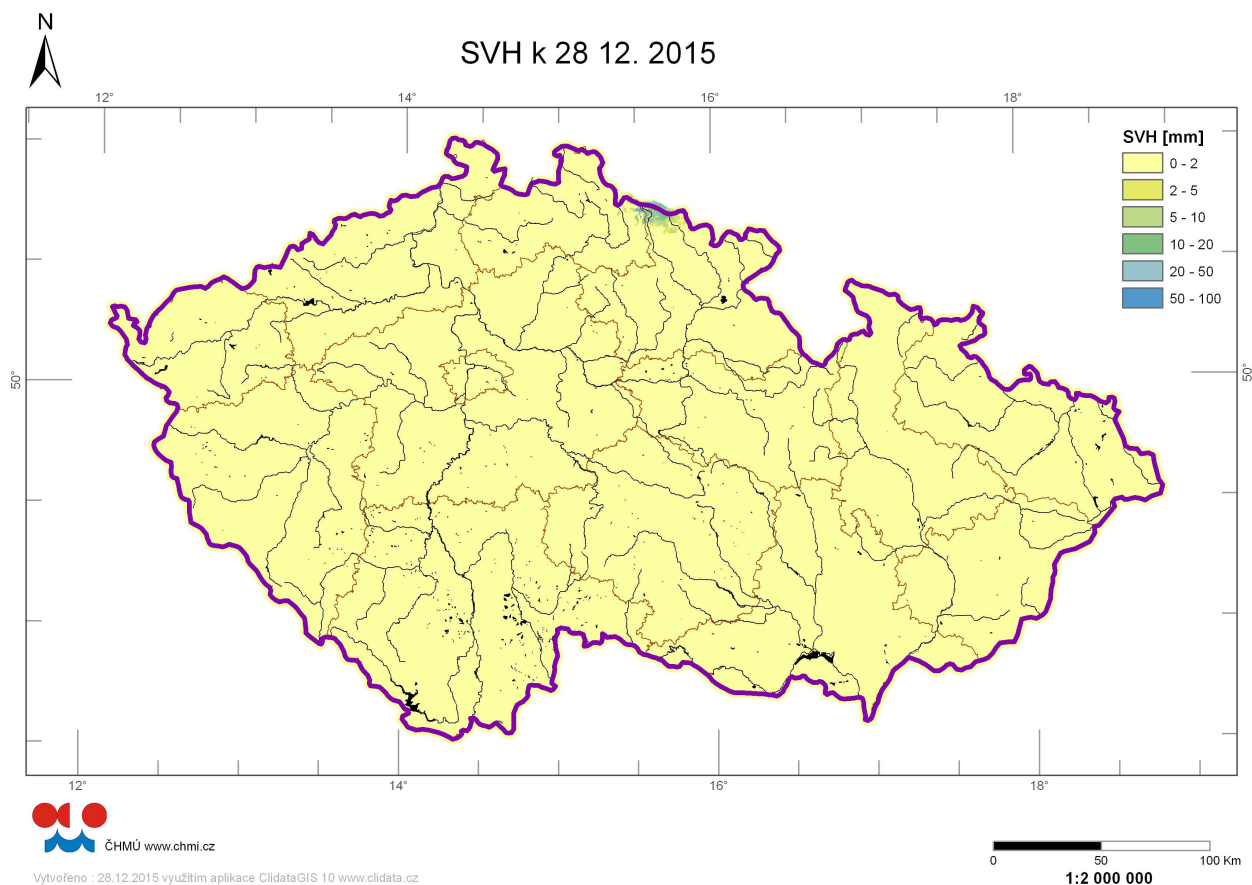 N
SVH k 28 12. 2015
12° 14° 16° 18°
SVH [mm]
0 - 2
2 - 5
5 - 10
10 - 20
20 - 50
50 - 100
50° 50°
12° 14° 16° 18°
ČHMÚ www.chmi.cz
0 50 100 Km
1:2 000 000
Vytvořeno : 28.12.2015 využitím aplikace ClidataGIS 10 www.clidata.cz